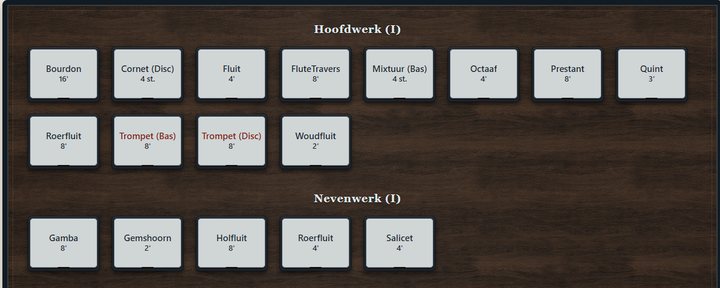 Hoofdwerk (I)
Bourdon
16'
Cornet (Disc)
4 st.
Fluit
4'
FluteTravers
8'
Mixtuur (Bas)
4 st.
Octaaf
4'
Prestant
8'
Quint
3'
Roerfluit
8'
Trompet (Bas)
8'
Trompet (Disc)
8'
Woudfluit
2'
Nevenwerk (I)
Gamba
8'
Gemshoorn
2'
Holfluit
8'
Roerfluit
4'
Salicet
4'